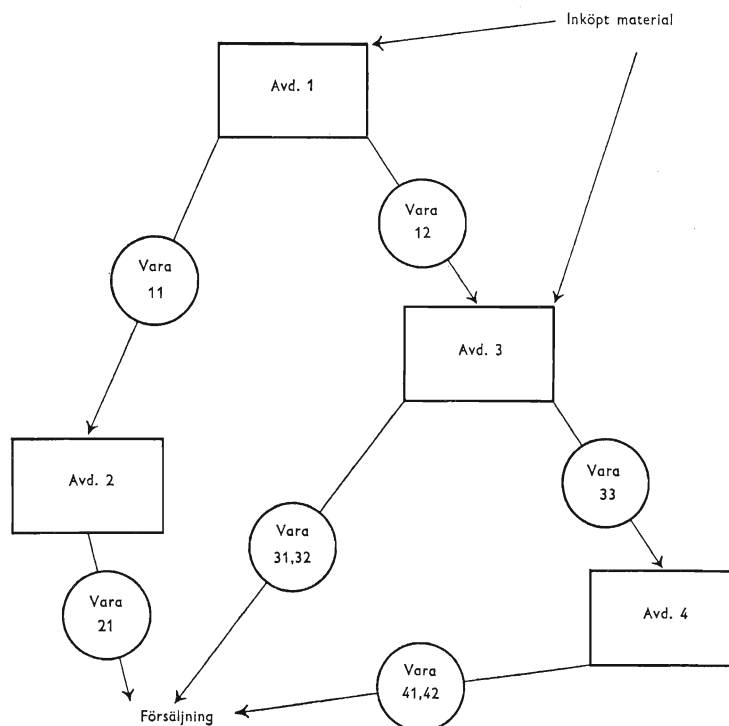 Inköpt material
Avd. 1
Vara
12
Vara
11
Avd. 3
Avd. 2
Vara
33
Vara
31,32
Vara
21
Avd. 4
Vara
41,42
Försäljning